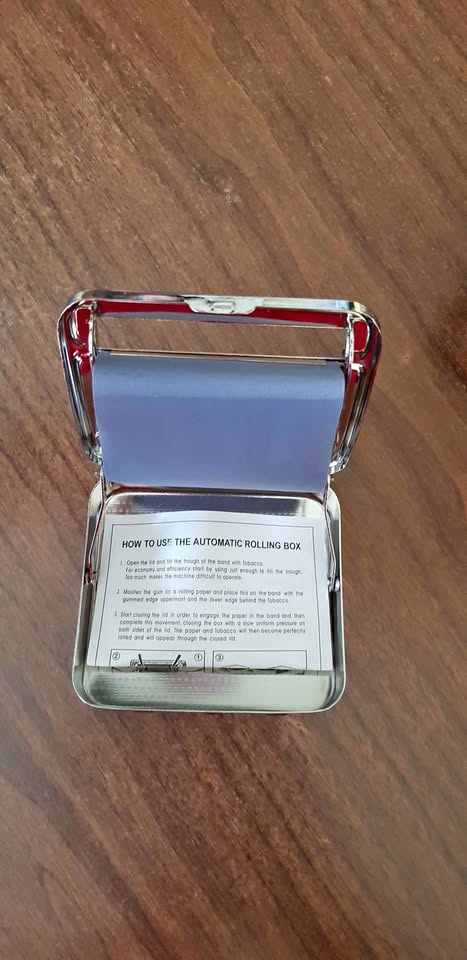 HOW TO USE THE AUTOMATIC ROLLING BOX
1. Open the lid and fill the trough of the band with tobacco.
For economy and efficiency start by using just enough to fill the trough.
Too much makes the machine difficult to operate.
2. Moisten the gum on a rolling paper and place this on the band with the
gummed edge uppermost and the lower edge behind the tobacco.
3. Start closing the lid in order to engage the paper in the band and then
complete this movement, closing the box with a slow uniform pressure on
both sides of the lid. The paper and tobacco will then become perfectly
rolled and will appear through the closed lid.
② ① ③